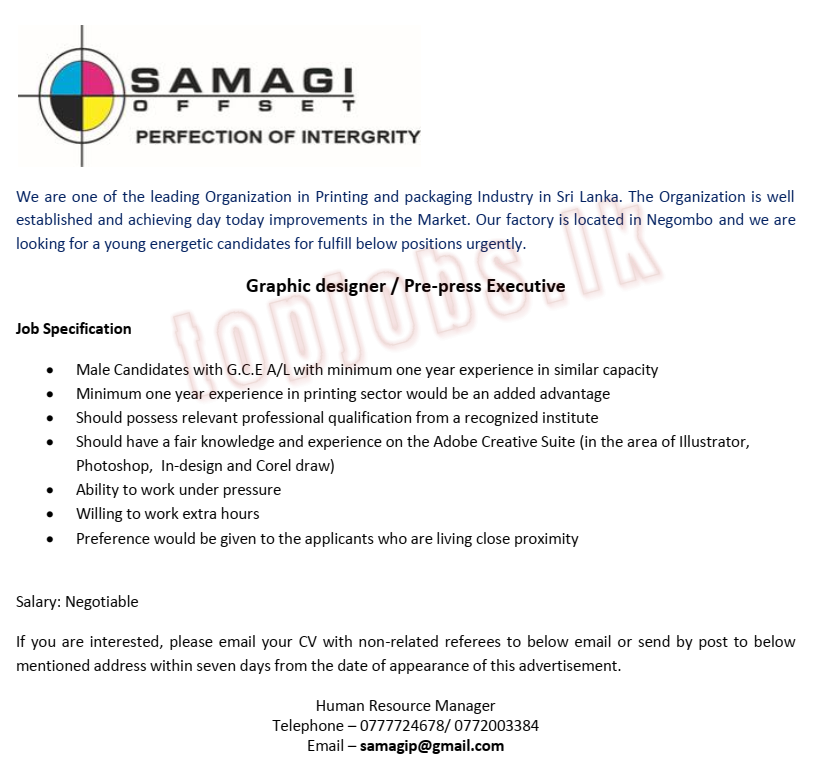 SAMAGI
OFFSET
PERFECTION OF INTERGRITY
We are one of the leading Organization in Printing and packaging Industry in Sri Lanka. The Organization is well
established and achieving day today improvements in the Market. Our factory is located in Negombo and we are
looking for a young energetic candidates for fulfill below positions urgently.
topjobs.lk
Graphic designer / Pre-press Executive
Job Specification
• Male Candidates with G.C.E A/L with minimum one year experience in similar capacity
• Minimum one year experience in printing sector would be an added advantage
• Should possess relevant professional qualification from a recognized institute
• Should have a fair knowledge and experience on the Adobe Creative Suite (in the area of Illustrator,
Photoshop, In-design and Corel draw)
• Ability to work under pressure
• Willing to work extra hours
• Preference would be given to the applicants who are living close proximity
Salary: Negotiable
If you are interested, please email your CV with non-related referees to below email or send by post to below
mentioned address within seven days from the date of appearance of this advertisement.
Human Resource Manager
Telephone – 0777724678/ 0772003384
Email – samagip@gmail.com